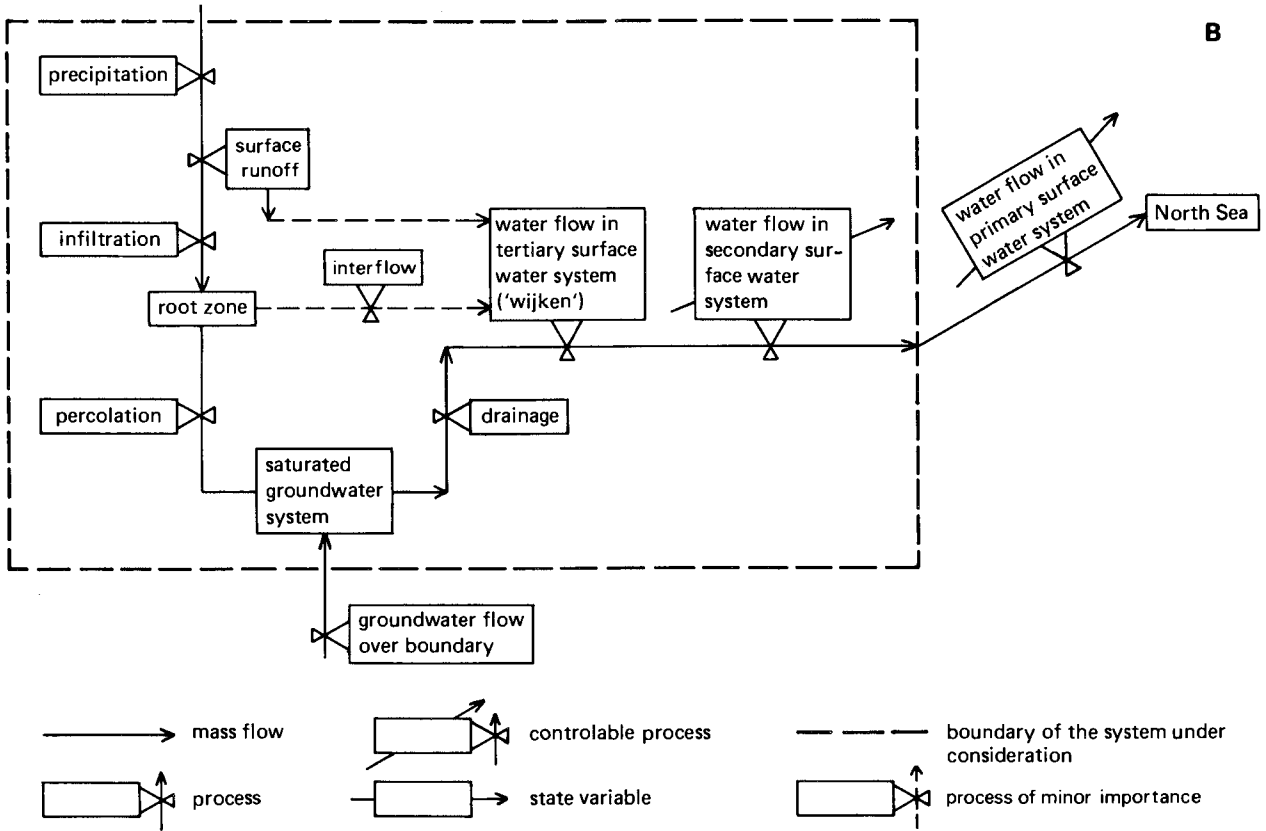 B
precipitation
surface
runoff
infiltration
interflow
root zone
water flow in
tertiary surface
water system
('wijken')
water flow in
secondary sur-
face water
system
water flow in
primary surface
water system
North Sea
percolation
drainage
saturated
groundwater
system
groundwater flow
over boundary
mass flow
controlable process
boundary of the system under
consideration
process
state variable
process of minor importance